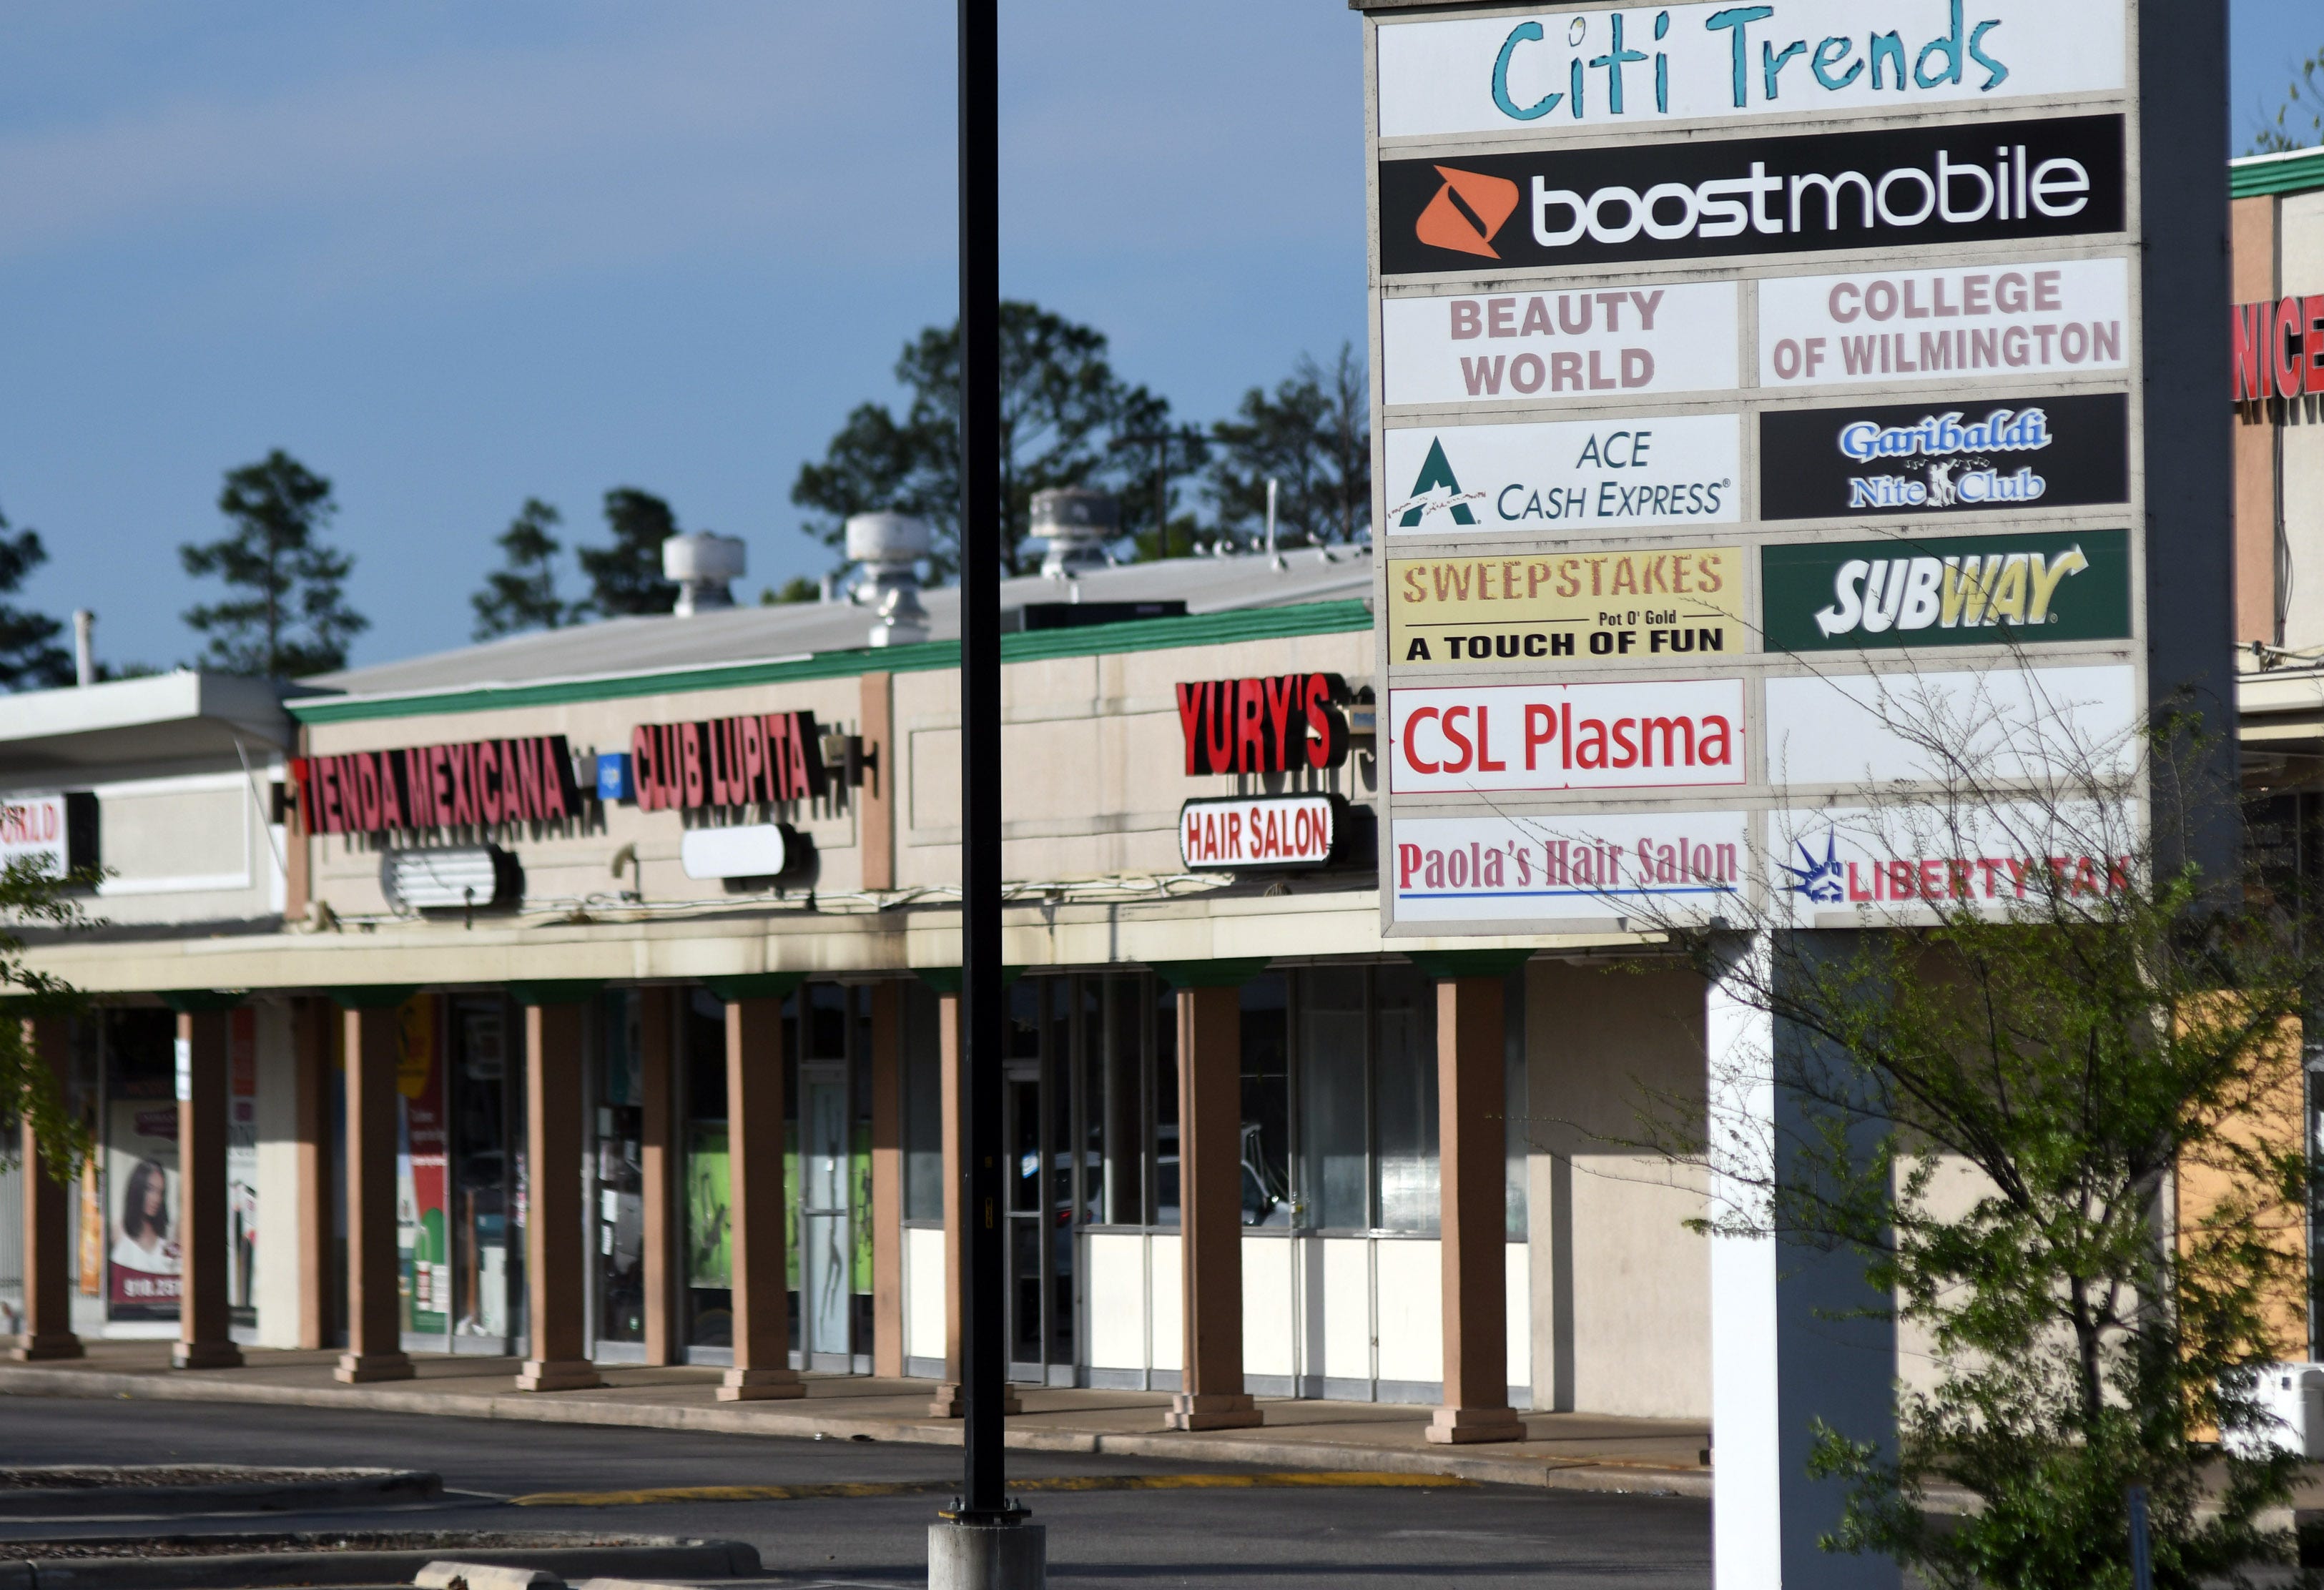 Citi Trends
boostmobile
BEAUTY
WORLD
COLLEGE
OF WILMINGTON
ACE
CASH EXPRESS®
Garibaldi
Nite Club
SWEEPSTAKES
Pot O' Gold
A TOUCH OF FUN
SUBWAY®
CSL Plasma
Paola's Hair Salon
LIBERTY TAX
TIENDA MEXICANA
CLUB LUPITA
YURY'S
HAIR SALON
NICE